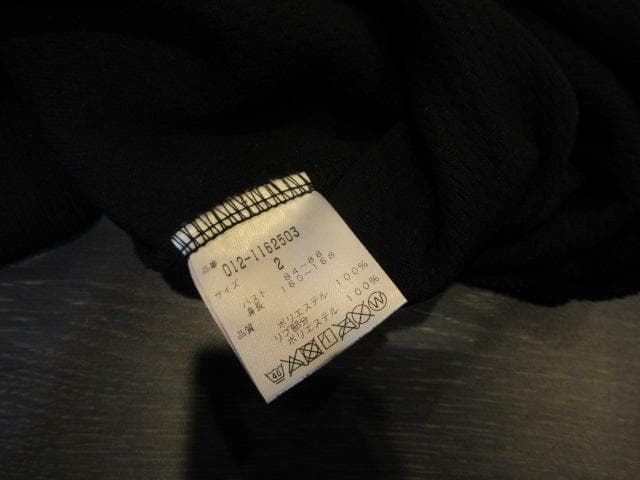 品番 012-1162503
サイズ 2
バスト 84～88
身長 160～168
品質 ポリエステル 100%
リブ部分
ポリエステル 100%
40 W